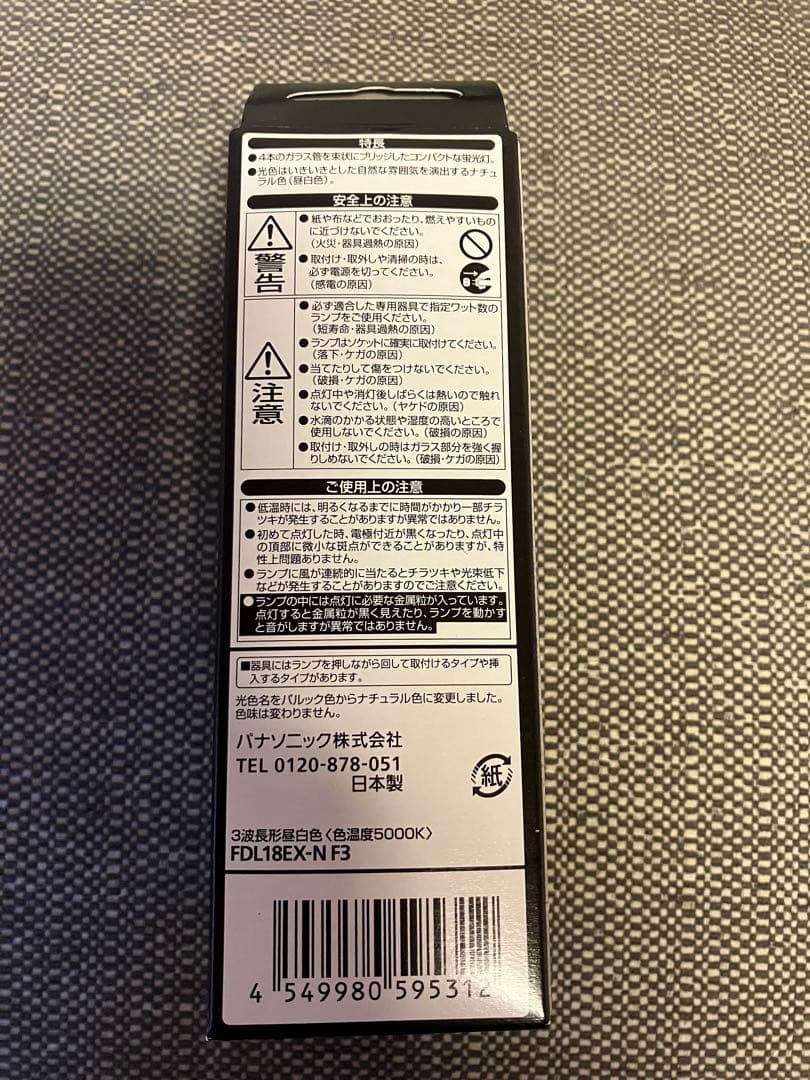 特長
●4本のガラス管を束状にブリッジしたコンパクトな蛍光灯。
●光色はいきいきとした自然な雰囲気を演出するナチュ
ラル色(昼白色)。
安全上の注意
警告
●紙や布などでおおったり、燃えやすいもの
に近づけないでください。
(火災・器具過熱の原因)
●取付け・取外しや清掃の時は、
必ず電源を切ってください。
(感電の原因)
注意
●必ず適合した専用器具で指定ワット数の
ランプをご使用ください。
(短寿命・器具過熱の原因)
●ランプはソケットに確実に取付けてください。
(落下・ケガの原因)
●当てたりして傷をつけないでください。
(破損・ケガの原因)
●点灯中や消灯後しばらくは熱いので触れ
ないでください。(ヤケドの原因)
●水滴のかかる状態や湿度の高いところで
使用しないでください。(破損の原因)
●取付け・取外しの時はガラス部分を強く握
りしめないでください。(破損・ケガの原因)
ご使用上の注意
●低温時には、明るくなるまでに時間がかかり一部チラ
ツキが発生することがありますが異常ではありません。
●初めて点灯した時、電極付近が黒くなったり、点灯中
の頂部に微小な斑点ができることがありますが、特
性上問題ありません。
●ランプに風が連続的に当たるとチラツキや光束低下
などが発生することがありますのでご注意ください。
●ランプの中には点灯に必要な金属粒が入っています。
点灯すると金属粒が黒く見えたり、ランプを動かす
と音がしますが異常ではありません。
■器具にはランプを押しながら回して取付けるタイプや挿
入するタイプがあります。
光色名をパルック色からナチュラル色に変更しました。
色味は変わりません。
パナソニック株式会社
TEL 0120-878-051
日本製
紙
3波長形昼白色〈色温度5000K〉
FDL18EX-N F3
4 549980 595312